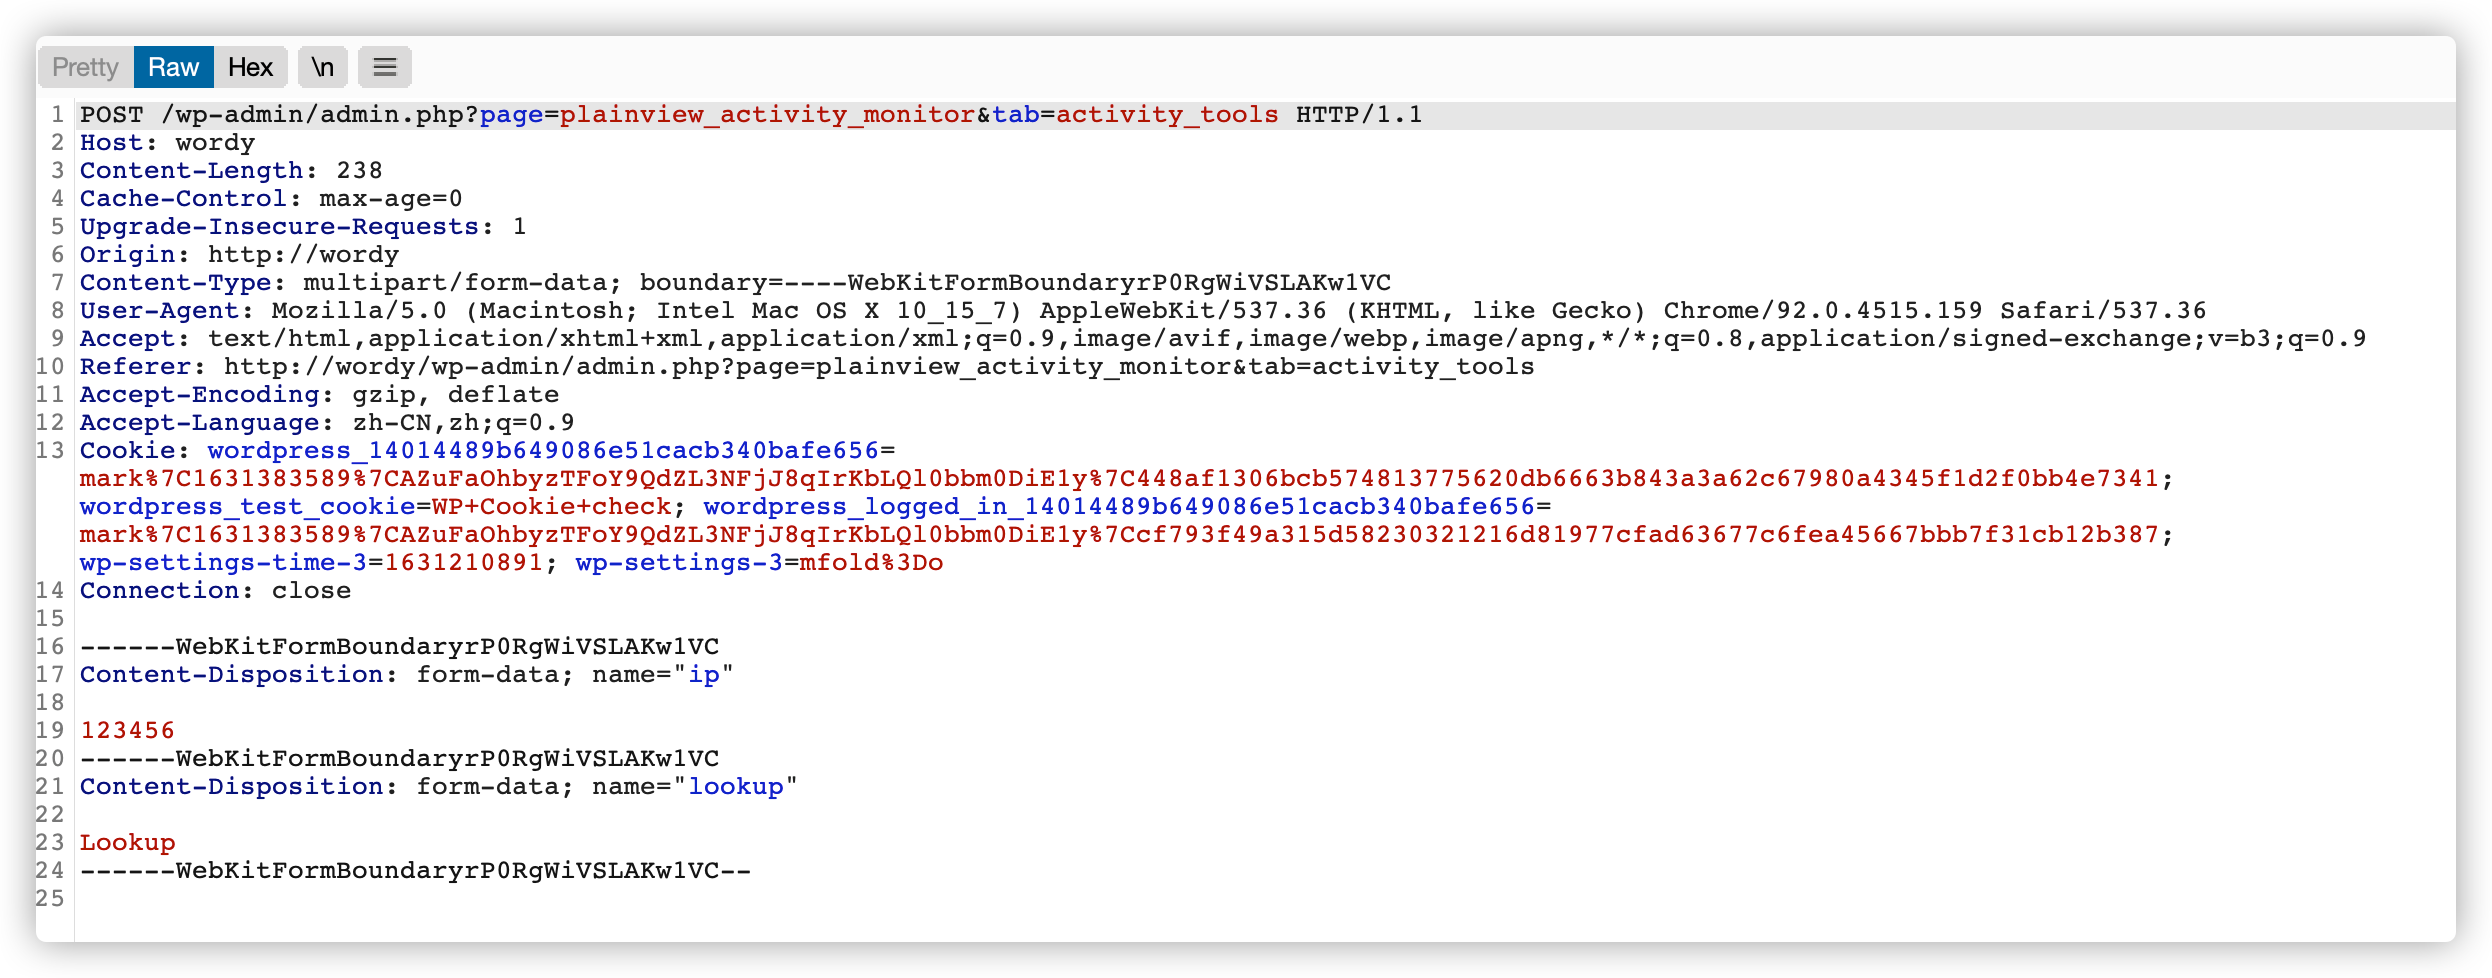 Pretty Raw Hex \n
1 POST /wp-admin/admin.php?page=plainview_activity_monitor&tab=activity_tools HTTP/1.1
2 Host: wordy
3 Content-Length: 238
4 Cache-Control: max-age=0
5 Upgrade-Insecure-Requests: 1
6 Origin: http://wordy
7 Content-Type: multipart/form-data; boundary=----WebKitFormBoundaryrP0RgWiVSLAKw1VC
8 User-Agent: Mozilla/5.0 (Macintosh; Intel Mac OS X 10_15_7) AppleWebKit/537.36 (KHTML, like Gecko) Chrome/92.0.4515.159 Safari/537.36
9 Accept: text/html,application/xhtml+xml,application/xml;q=0.9,image/avif,image/webp,image/apng,*/*;q=0.8,application/signed-exchange;v=b3;q=0.9
10 Referer: http://wordy/wp-admin/admin.php?page=plainview_activity_monitor&tab=activity_tools
11 Accept-Encoding: gzip, deflate
12 Accept-Language: zh-CN,zh;q=0.9
13 Cookie: wordpress_14014489b649086e51cacb340bafe656=
mark%7C1631383589%7CAZuFaOhbyzTFoY9QdZL3NFjJ8qIrKbLQl0bbm0DiE1y%7C448af1306bcb574813775620db6663b843a3a62c67980a4345f1d2f0bb4e7341;
wordpress_test_cookie=WP+Cookie+check; wordpress_logged_in_14014489b649086e51cacb340bafe656=
mark%7C1631383589%7CAZuFaOhbyzTFoY9QdZL3NFjJ8qIrKbLQl0bbm0DiE1y%7Ccf793f49a315d58230321216d81977cfad63677c6fea45667bbb7f31cb12b387;
wp-settings-time-3=1631210891; wp-settings-3=mfold%3Do
14 Connection: close
15
16 ------WebKitFormBoundaryrP0RgWiVSLAKw1VC
17 Content-Disposition: form-data; name="ip"
18
19 123456
20 ------WebKitFormBoundaryrP0RgWiVSLAKw1VC
21 Content-Disposition: form-data; name="lookup"
22
23 Lookup
24 ------WebKitFormBoundaryrP0RgWiVSLAKw1VC--
25